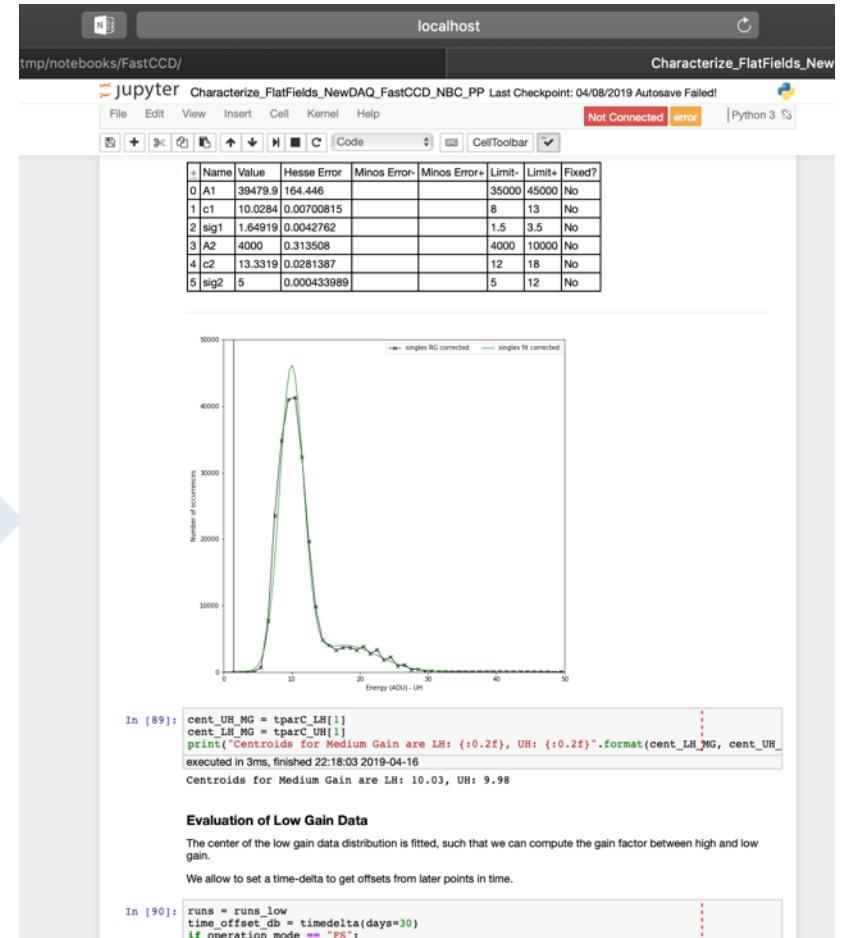 localhost
tmp/notebooks/FastCCD/ Characterize_FlatFields_New
jupyter Characterize_FlatFields_NewDAQ_FastCCD_NBC_PP Last Checkpoint: 04/08/2019 Autosave Failed!
File Edit View Insert Cell Kernel Help Not Connected error Python 3
Code CellToolbar
+ Name Value Hesse Error Minos Error- Minos Error+ Limit- Limit+ Fixed?
0 A1 39479.9 164.446 35000 45000 No
1 c1 10.0284 0.00700815 8 13 No
2 sig1 1.64919 0.0042762 1.5 3.5 No
3 A2 4000 0.313508 4000 10000 No
4 c2 13.3319 0.0281387 12 18 No
5 sig2 5 0.000433989 5 12 No
50000
singles RG corrected singles fit corrected
40000
30000
Number of occurrences
20000
10000
0
0 10 20 30 40 50
Energy (ADU) - UH
In [89]: cent_UH_MG = tparC_LH[1]
cent_LH_MG = tparC_UH[1]
print("Centroids for Medium Gain are LH: {:0.2f}, UH: {:0.2f}".format(cent_LH_MG, cent_UH_
executed in 3ms, finished 22:18:03 2019-04-16
Centroids for Medium Gain are LH: 10.03, UH: 9.98
Evaluation of Low Gain Data
The center of the low gain data distribution is fitted, such that we can compute the gain factor between high and low
gain.
We allow to set a time-delta to get offsets from later points in time.
In [90]: runs = runs_low
time_offset_db = timedelta(days=30)
if operation_mode == "FS":